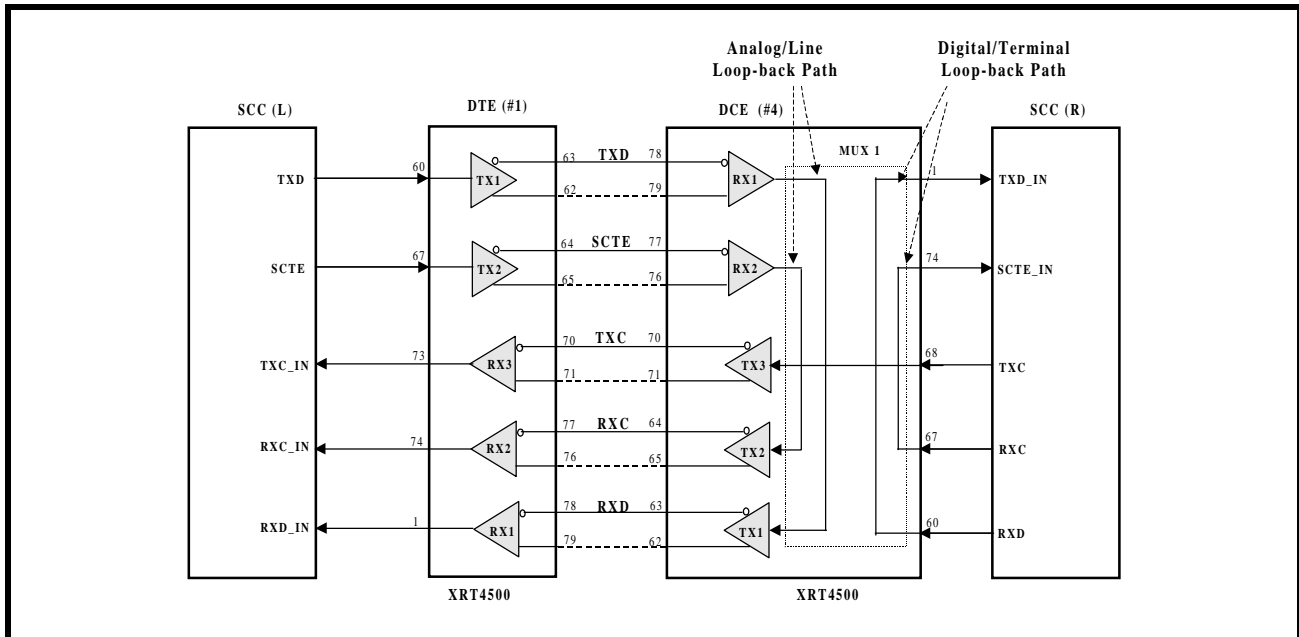 Analog/Line
Loop-back Path
Digital/Terminal
Loop-back Path
SCC (L)
DTE (#1)
DCE (#4)
SCC (R)
MUX 1
TXD
60
TX1
63
TXD
78
62
79
RX1
1
TXD_IN
SCTE
67
TX2
64
SCTE
77
65
76
RX2
74
SCTE_IN
TXC_IN
73
RX3
70
TXC
70
71
71
TX3
68
TXC
RXC_IN
74
RX2
77
RXC
64
76
65
TX2
67
RXC
RXD_IN
1
RX1
78
RXD
63
79
62
TX1
60
RXD
XRT4500
XRT4500